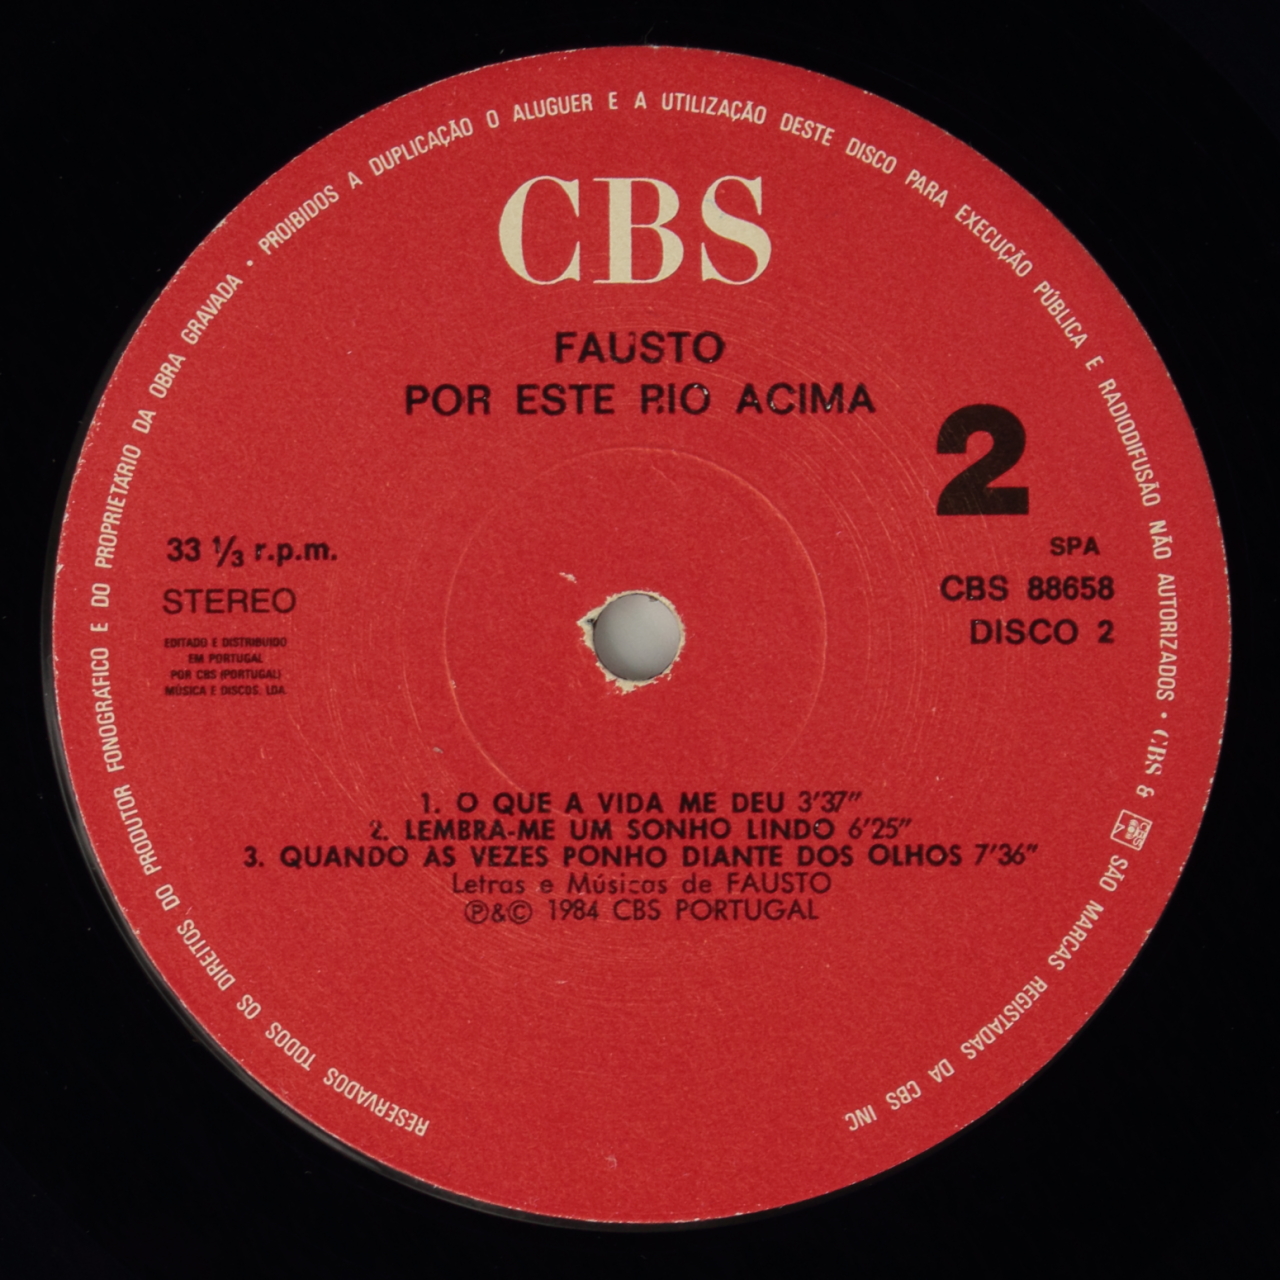 RESERVADOS TODOS OS DIREITOS DO PRODUTOR FONOGRÁFICO E DO PROPRIETÁRIO DA OBRA GRAVADA • PROIBIDOS A DUPLICAÇÃO O ALUGUER E A UTILIZAÇÃO DESTE DISCO PARA EXECUÇÃO PÚBLICA E RADIODIFUSÃO NÃO AUTORIZADOS • CBS & CBS SÃO MARCAS REGISTADAS DA CBS INC
CBS
FAUSTO
POR ESTE RIO ACIMA
2
33 ⅓ r.p.m.
STEREO
EDITADO E DISTRIBUIDO
EM PORTUGAL
POR CBS (PORTUGAL)
MÚSICA E DISCOS, LDA
SPA
CBS 88658
DISCO 2
1. O QUE A VIDA ME DEU 3'37"
2. LEMBRA-ME UM SONHO LINDO 6'25"
3. QUANDO ÀS VEZES PONHO DIANTE DOS OLHOS 7'36"
Letras e Músicas de FAUSTO
Ⓟ&© 1984 CBS PORTUGAL